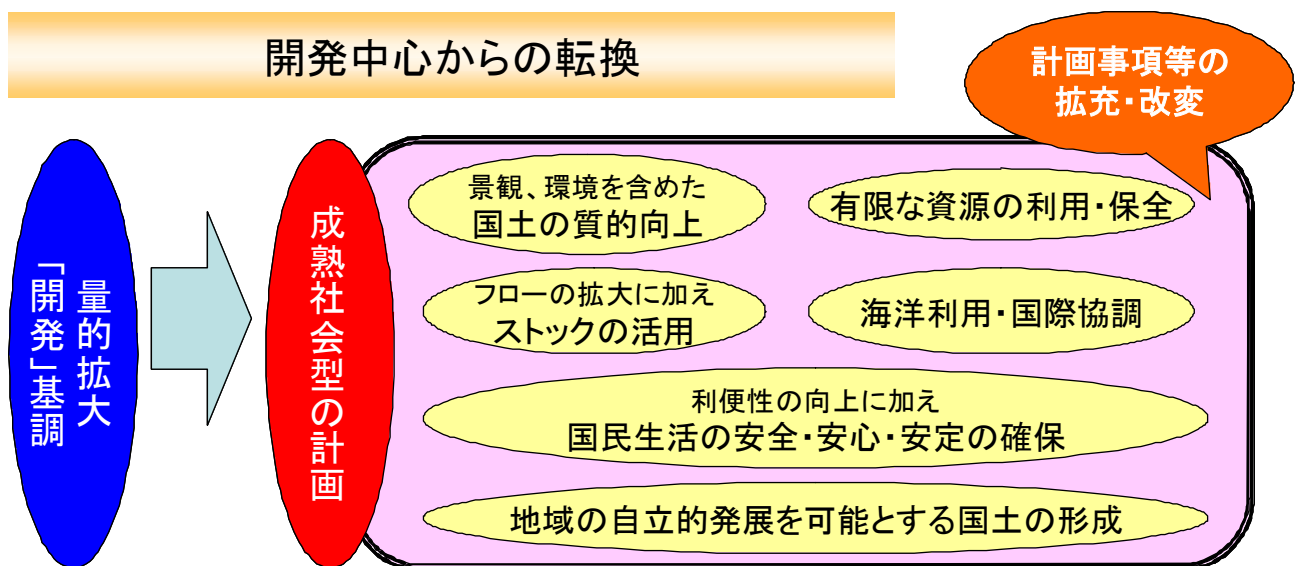 開発中心からの転換
計画事項等の
拡充・改変
量的拡大
「開発」基調
成熟社会型の計画
景観、環境を含めた
国土の質的向上
有限な資源の利用・保全
フローの拡大に加え
ストックの活用
海洋利用・国際協調
利便性の向上に加え
国民生活の安全・安心・安定の確保
地域の自立的発展を可能とする国土の形成